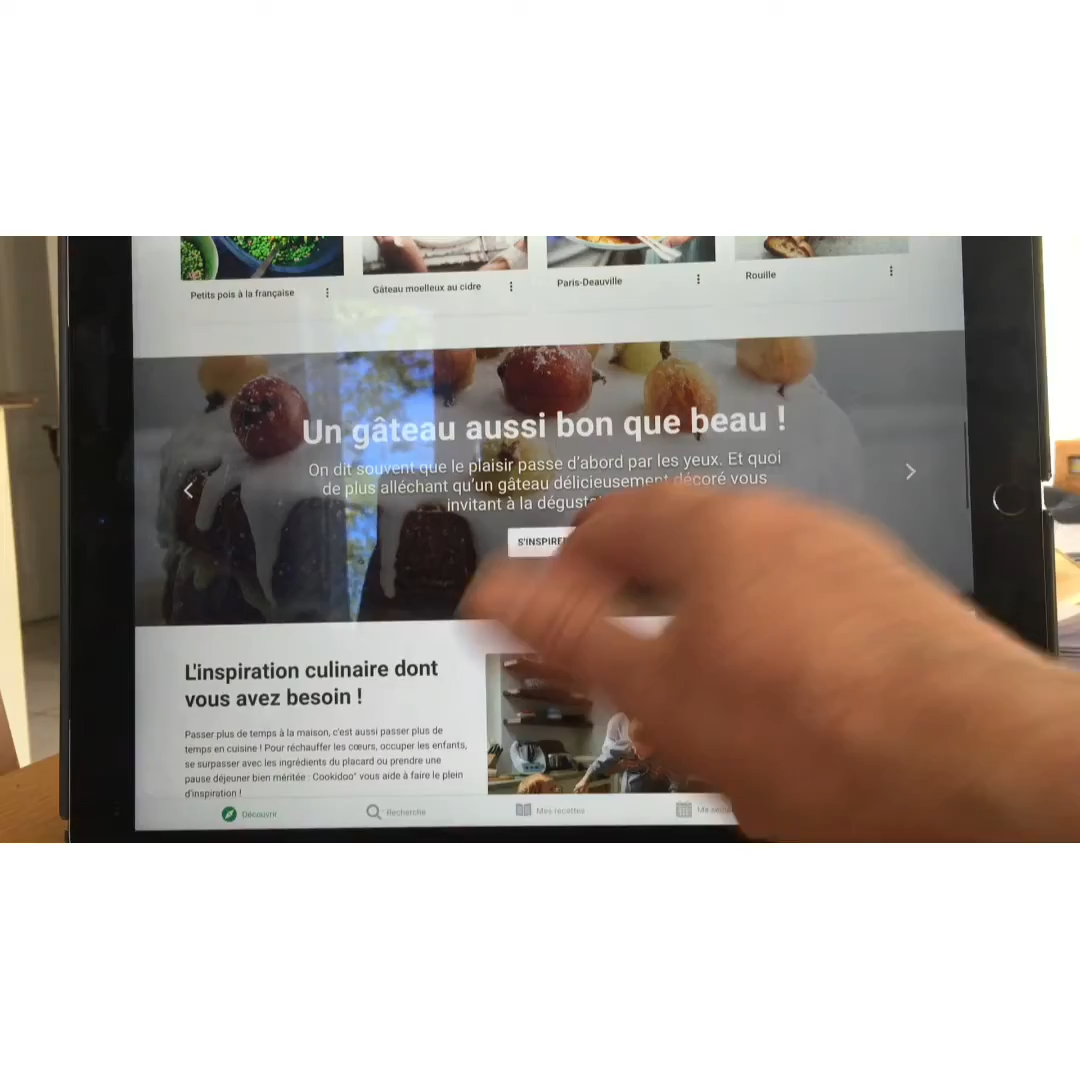 Petits pois à la française
Gâteau moelleux au cidre
Paris-Deauville
Rouille
Un gâteau aussi bon que beau !
On dit souvent que le plaisir passe d'abord par les yeux. Et quoi
de plus alléchant qu'un gâteau délicieusement décoré vous
invitant à la
L'inspiration culinaire dont
vous avez besoin !
Passer plus de temps à la maison, c'est aussi passer plus de
temps en cuisine ! Pour réchauffer les cœurs, occuper les enfants,
se surpasser avec les ingrédients du placard ou prendre une
pause déjeuner bien méritée : Cookidoo® vous aide à faire le plein
d'inspiration !
Découvrir
Recherche
Mes recettes
Ma